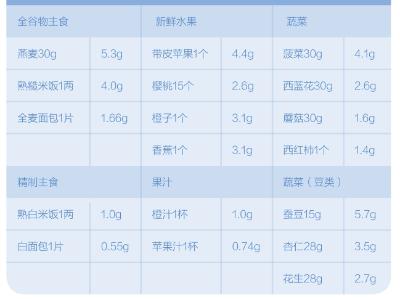 全谷物主食 新鲜水果 蔬菜
燕麦30g 5.3g 带皮苹果1个 4.4g 菠菜30g 4.1g
熟糙米饭1两 4.0g 樱桃15个 2.6g 西蓝花30g 2.6g
全麦面包1片 1.66g 橙子1个 3.1g 蘑菇30g 1.6g
香蕉1个 3.1g 西红柿1个 1.4g
精制主食 果汁 蔬菜（豆类）
熟白米饭1两 1.0g 橙汁1杯 1.0g 蚕豆15g 5.7g
白面包1片 0.55g 苹果汁1杯 0.74g 杏仁28g 3.5g
花生28g 2.7g